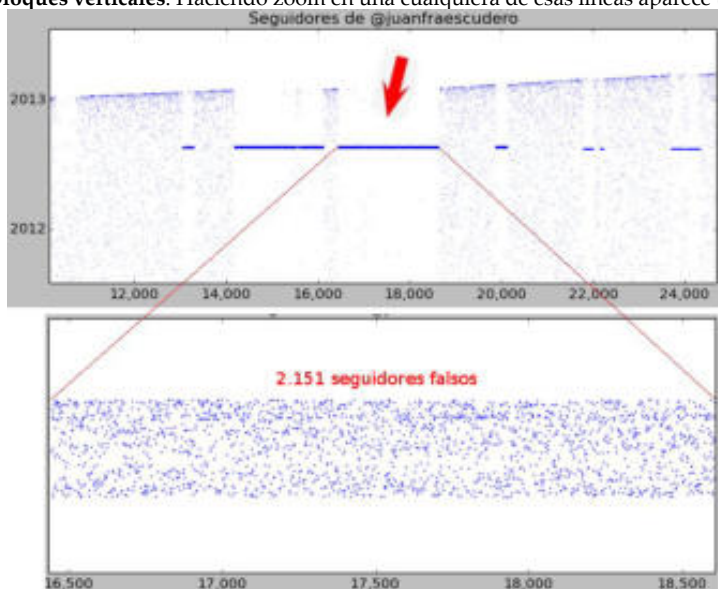 bloques verticales. Haciendo zoom en una cualquiera de esas líneas aparece
Seguidores de @juanfraescudero
2013
2012
12,000 14,000 16,000 18,000 20,000 22,000 24,000
2.151 seguidores falsos
16,500 17,000 17,500 18,000 18,500